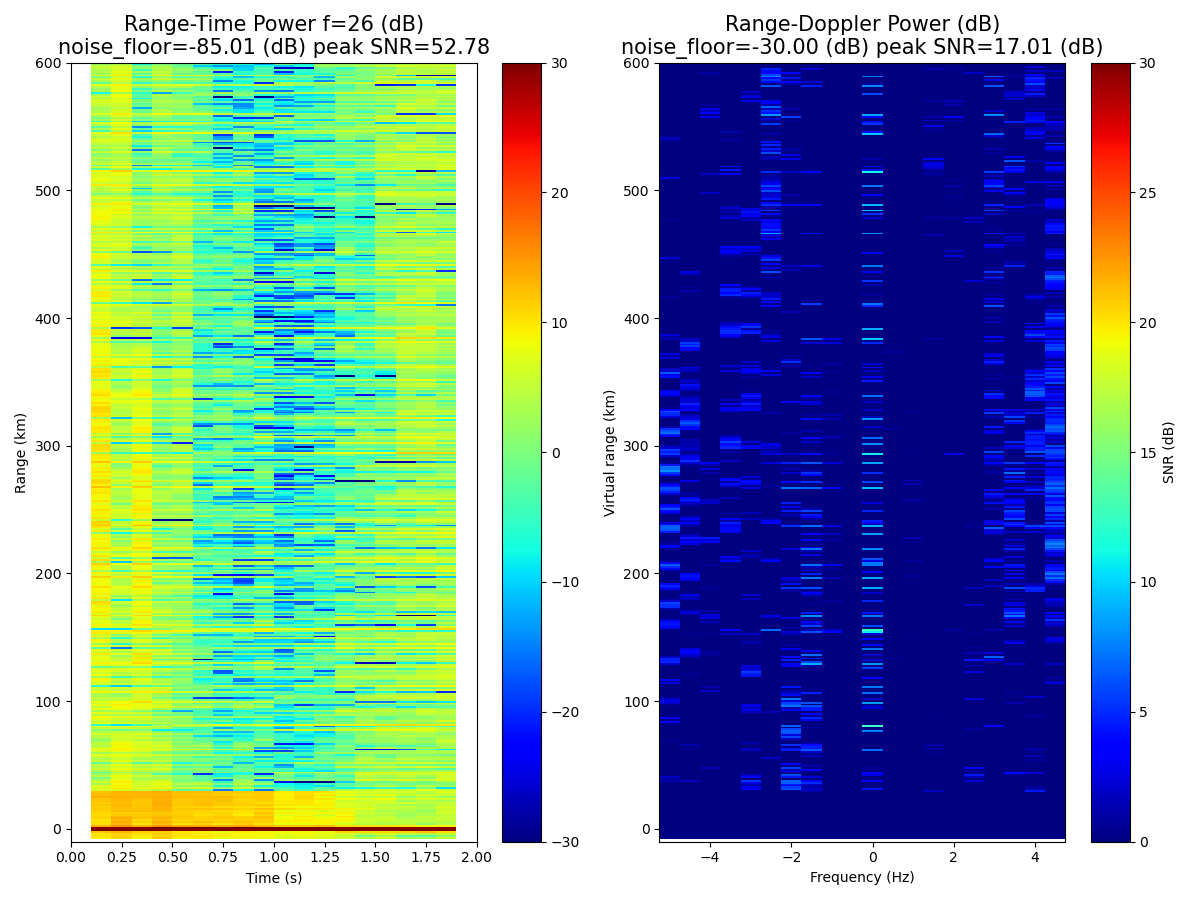 Range-Time Power f=26 (dB)
noise_floor=-85.01 (dB) peak SNR=52.78
Range-Doppler Power (dB)
noise_floor=-30.00 (dB) peak SNR=17.01 (dB)
600
500
400
300
200
100
0
Range (km)
0.00 0.25 0.50 0.75 1.00 1.25 1.50 1.75 2.00
Time (s)
30
20
10
0
−10
−20
−30
600
500
400
300
200
100
0
Virtual range (km)
−4 −2 0 2 4
Frequency (Hz)
30
25
20
15
10
5
0
SNR (dB)